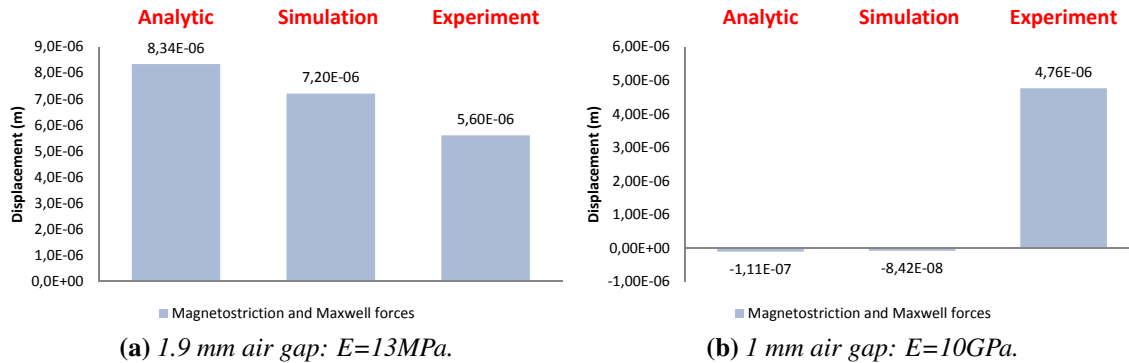 Analytic Simulation Experiment
9,0E-06
8,0E-06
7,0E-06
6,0E-06
5,0E-06
4,0E-06
3,0E-06
2,0E-06
1,0E-06
0,0E+00
Displacement (m)
8,34E-06
7,20E-06
5,60E-06
Magnetostriction and Maxwell forces
(a) 1.9 mm air gap: E=13MPa.
Analytic Simulation Experiment
6,00E-06
5,00E-06
4,00E-06
3,00E-06
2,00E-06
1,00E-06
0,00E+00
-1,00E-06
Displacement (m)
-1,11E-07
-8,42E-08
4,76E-06
Magnetostriction and Maxwell forces
(b) 1 mm air gap: E=10GPa.